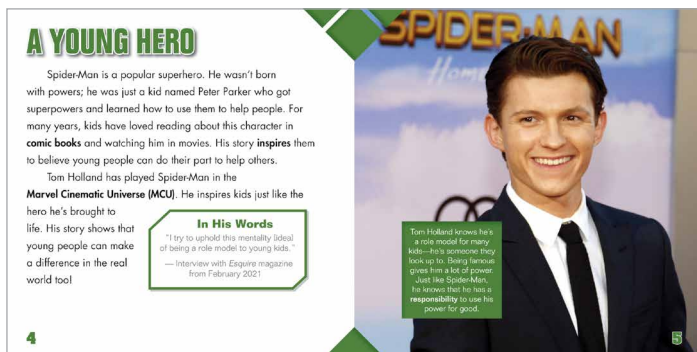 A YOUNG HERO
Spider-Man is a popular superhero. He wasn't born
with powers; he was just a kid named Peter Parker who got
superpowers and learned how to use them to help people. For
many years, kids have loved reading about this character in
comic books and watching him in movies. His story inspires them
to believe young people can do their part to help others.
Tom Holland has played Spider-Man in the
Marvel Cinematic Universe (MCU). He inspires kids just like the
hero he's brought to
life. His story shows that
young people can make
a difference in the real
world too!
In His Words
"I try to uphold this mentality [ideal]
of being a role model to young kids."
— Interview with Esquire magazine
from February 2021
4
SPIDER-MAN
Home
Tom Holland knows he's
a role model for many
kids—he's someone they
look up to. Being famous
gives him a lot of power.
Just like Spider-Man,
he knows that he has a
responsibility to use his
power for good.
5